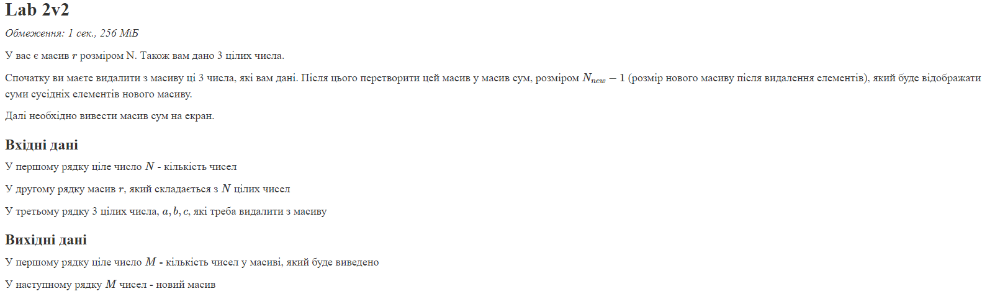 Lab 2v2
Обмеження: 1 сек., 256 МіБ
У вас є масив r розміром N. Також вам дано 3 цілих числа.
Спочатку ви маєте видалити з масиву ці 3 числа, які вам дані. Після цього перетворити цей масив у масив сум, розміром N_{new} − 1 (розмір нового масиву після видалення елементів), який буде відображати
суми сусідніх елементів нового масиву.
Далі необхідно вивести масив сум на екран.
Вхідні дані
У першому рядку ціле число N - кількість чисел
У другому рядку масив r, який складається з N цілих чисел
У третьому рядку 3 цілих числа, a, b, c, які треба видалити з масиву
Вихідні дані
У першому рядку ціле число M - кількість чисел у масиві, який буде виведено
У наступному рядку M чисел - новий масив